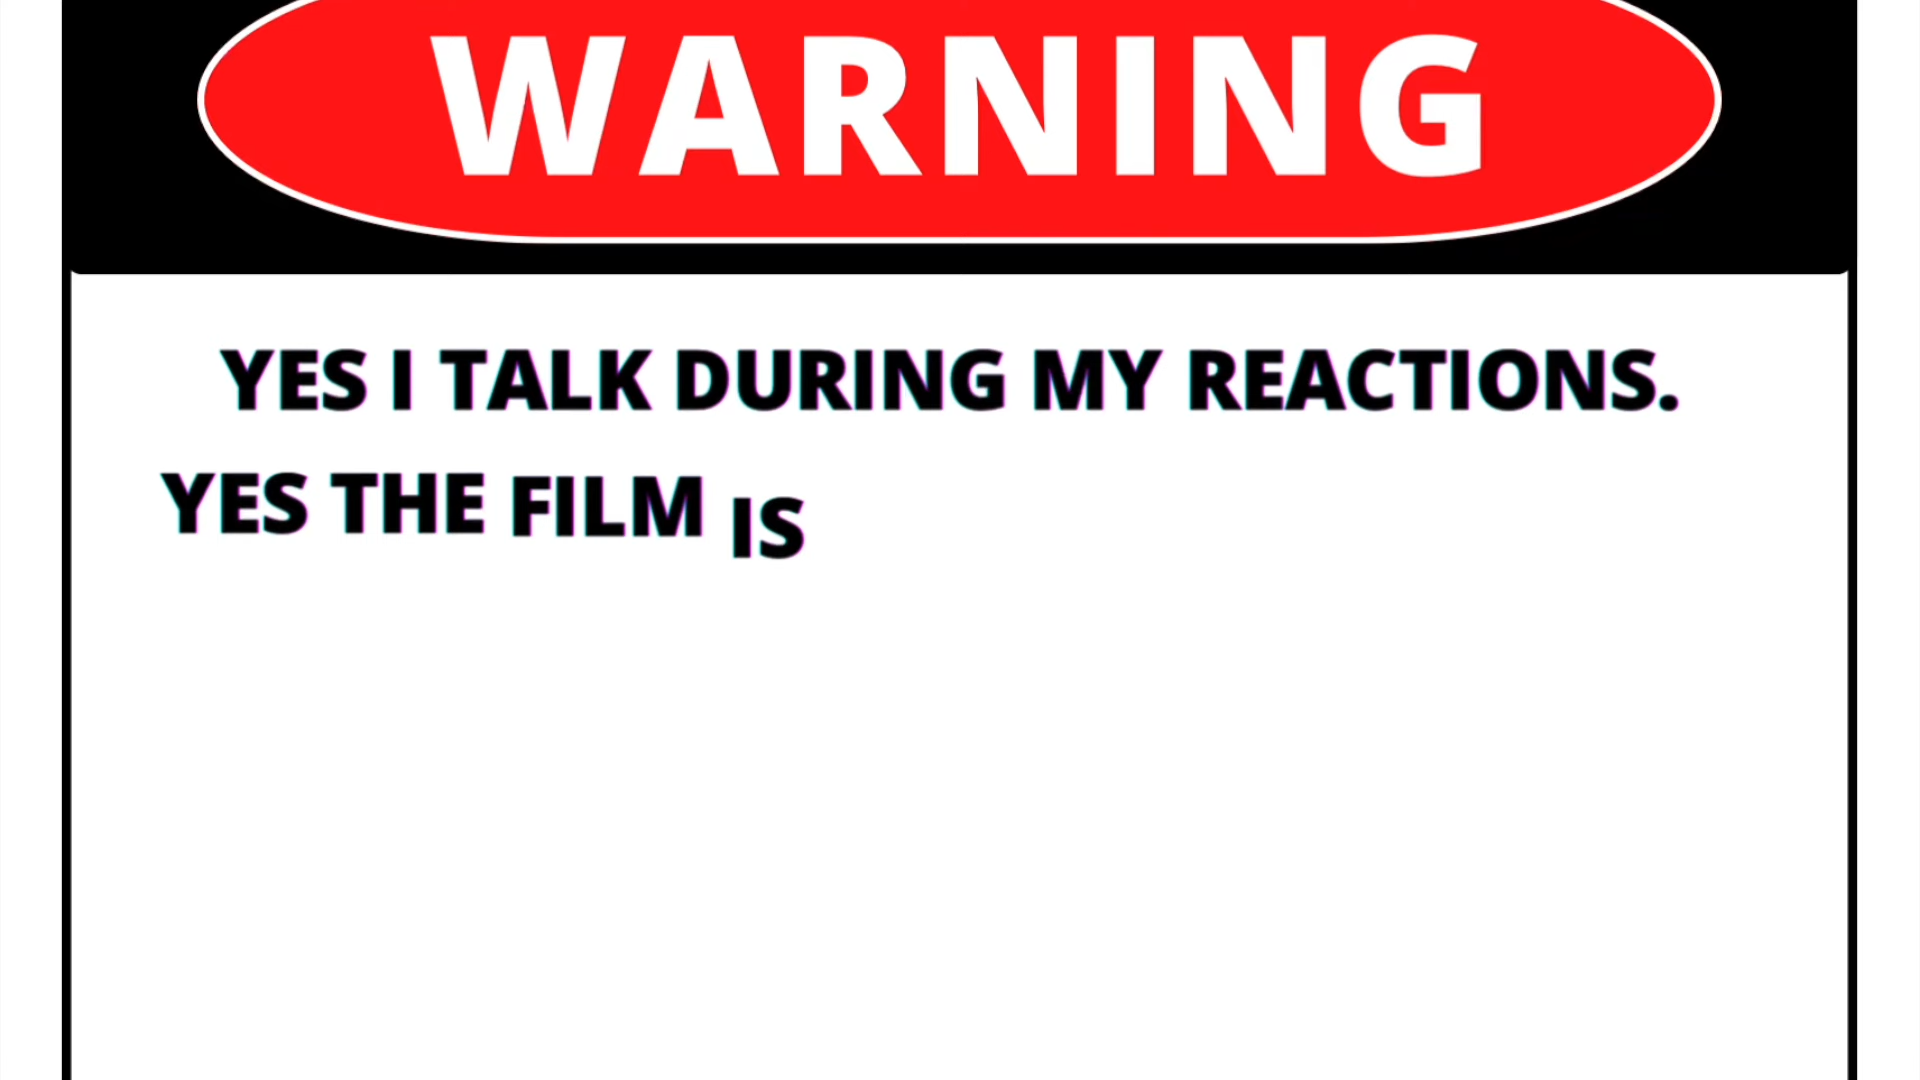 WARNING
YES I TALK DURING MY REACTIONS.
YES THE FILM IS